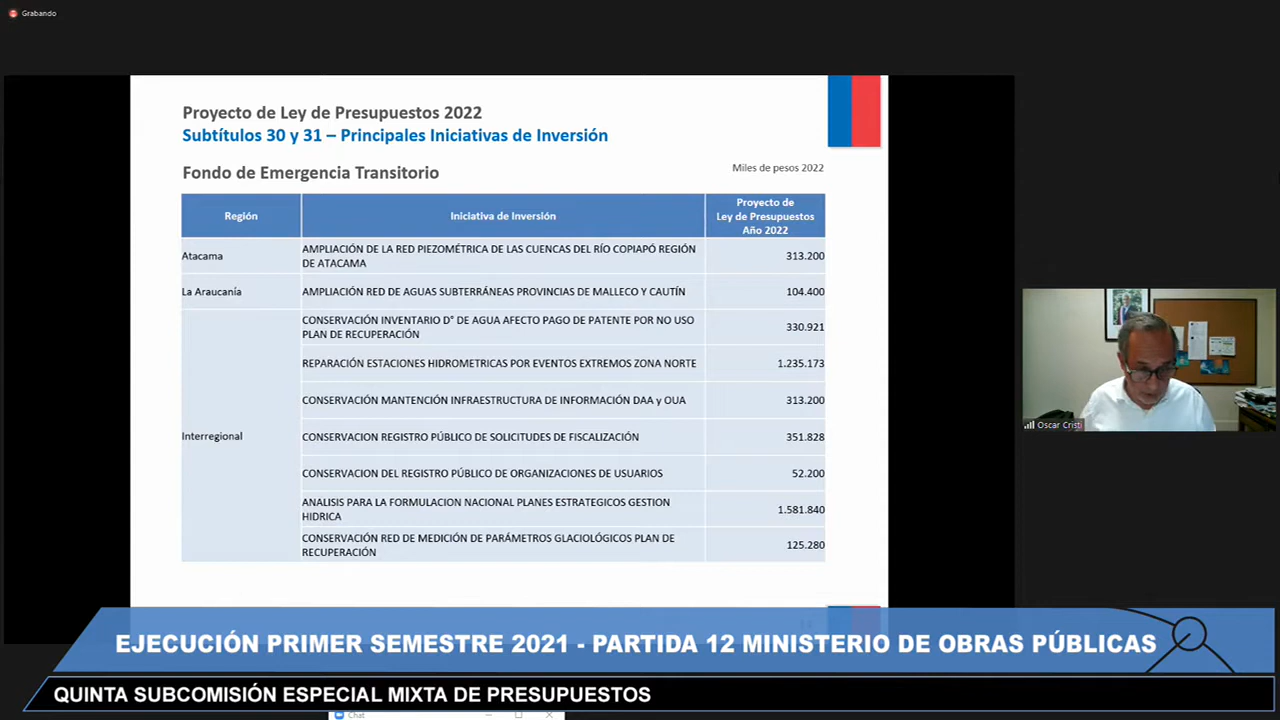 Grabando
Proyecto de Ley de Presupuestos 2022
Subtítulos 30 y 31 – Principales Iniciativas de Inversión
Fondo de Emergencia Transitorio
Miles de pesos 2022
Región
Iniciativa de Inversión
Proyecto de
Ley de Presupuestos
Año 2022
Atacama
AMPLIACIÓN DE LA RED PIEZOMÉTRICA DE LAS CUENCAS DEL RÍO COPIAPÓ REGIÓN
DE ATACAMA
313.200
La Araucanía
AMPLIACIÓN RED DE AGUAS SUBTERRÁNEAS PROVINCIAS DE MALLECO Y CAUTÍN
104.400
Interregional
CONSERVACIÓN INVENTARIO D° DE AGUA AFECTO PAGO DE PATENTE POR NO USO
PLAN DE RECUPERACIÓN
330.921
REPARACIÓN ESTACIONES HIDROMETRICAS POR EVENTOS EXTREMOS ZONA NORTE
1.235.173
CONSERVACIÓN MANTENCIÓN INFRAESTRUCTURA DE INFORMACIÓN DAA y OUA
313.200
CONSERVACION REGISTRO PÚBLICO DE SOLICITUDES DE FISCALIZACIÓN
351.828
CONSERVACION DEL REGISTRO PÚBLICO DE ORGANIZACIONES DE USUARIOS
52.200
ANALISIS PARA LA FORMULACION NACIONAL PLANES ESTRATEGICOS GESTION
HIDRICA
1.581.840
CONSERVACIÓN RED DE MEDICIÓN DE PARÁMETROS GLACIOLÓGICOS PLAN DE
RECUPERACIÓN
125.280
Oscar Cristi
EJECUCIÓN PRIMER SEMESTRE 2021 - PARTIDA 12 MINISTERIO DE OBRAS PÚBLICAS
QUINTA SUBCOMISIÓN ESPECIAL MIXTA DE PRESUPUESTOS
Chat